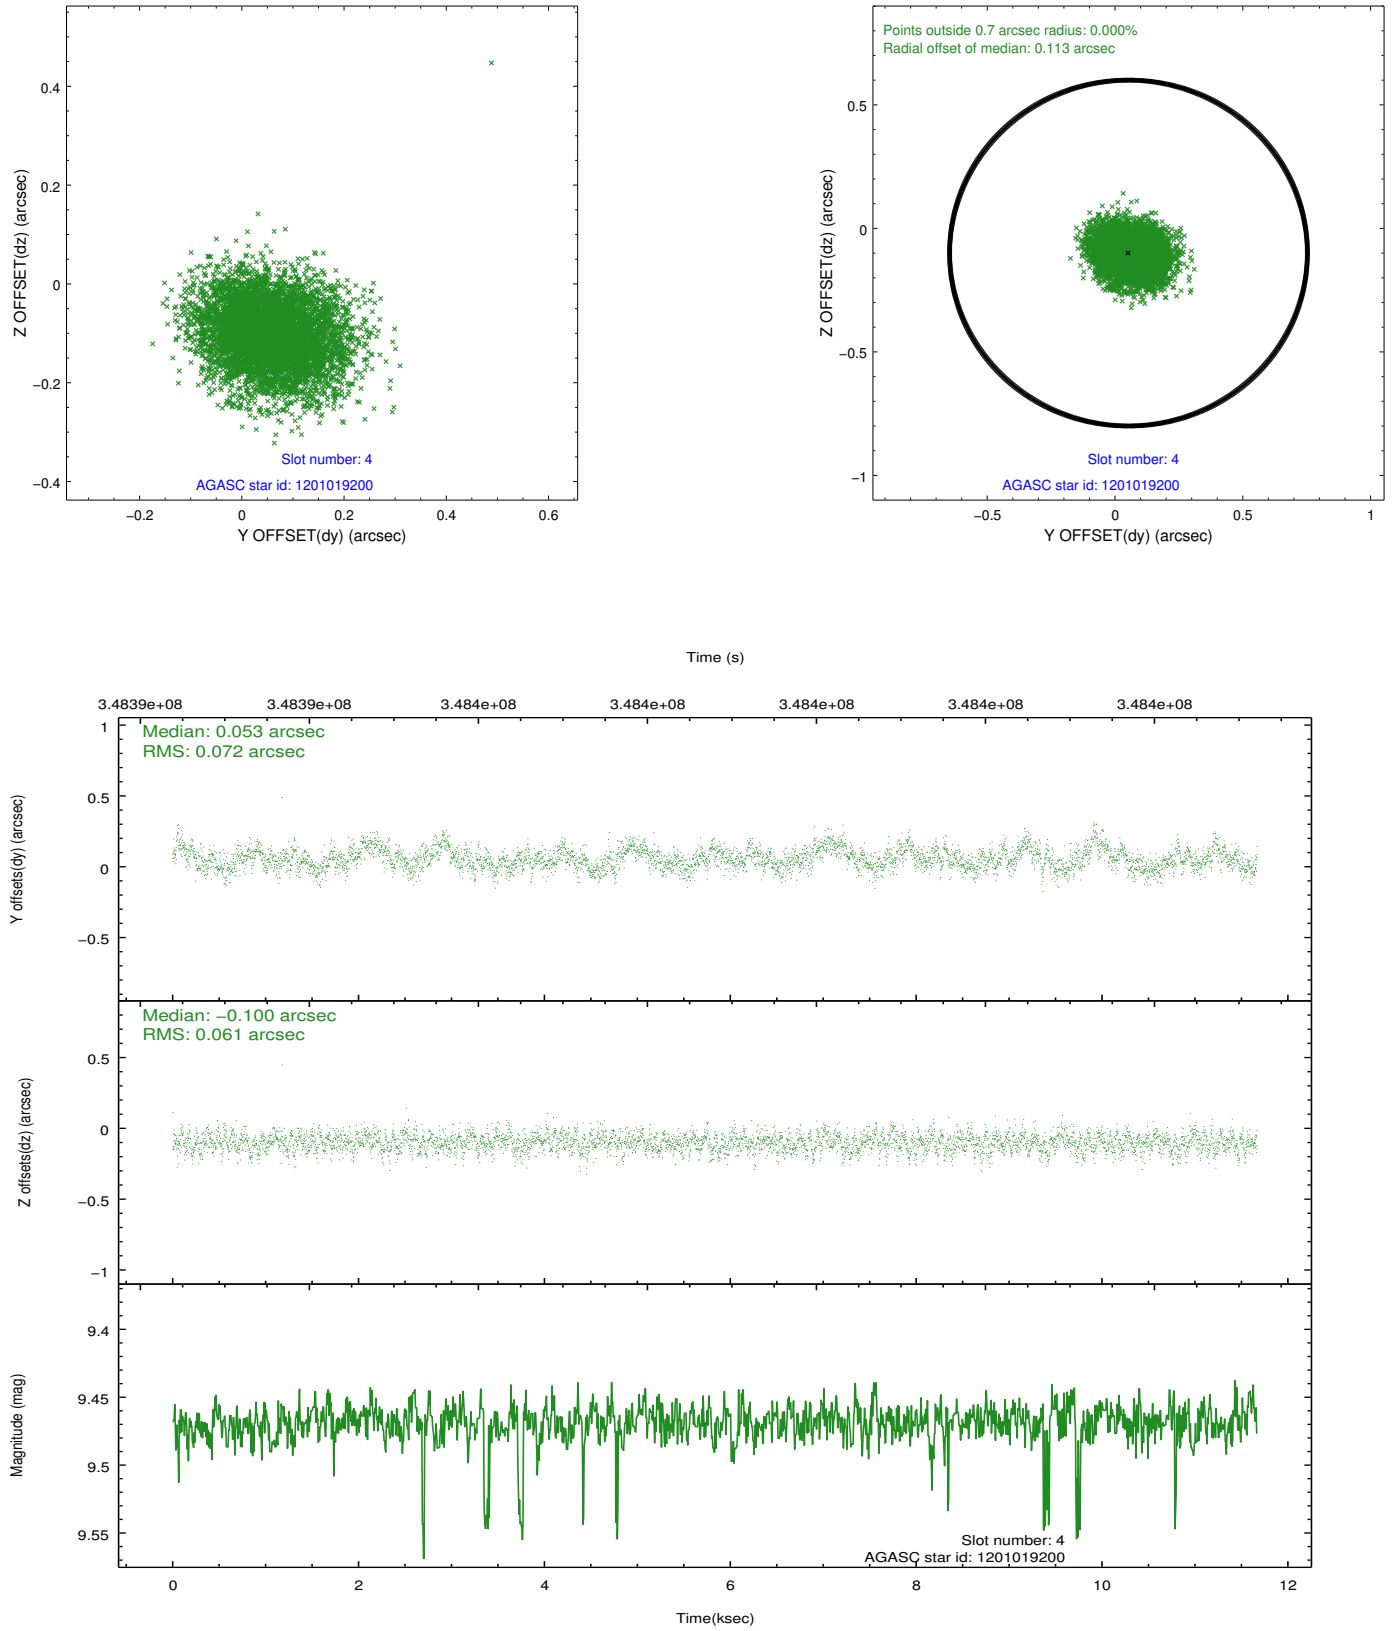 0.4
0.2
0
−0.2
−0.4
Z OFFSET(dz) (arcsec)
Slot number: 4
AGASC star id: 1201019200
−0.2 0 0.2 0.4 0.6
Y OFFSET(dy) (arcsec)
Points outside 0.7 arcsec radius: 0.000%
Radial offset of median: 0.113 arcsec
0.5
0
−0.5
−1
Z OFFSET(dz) (arcsec)
Slot number: 4
AGASC star id: 1201019200
−0.5 0 0.5 1
Y OFFSET(dy) (arcsec)
Time (s)
3.4839e+08 3.4839e+08 3.484e+08 3.484e+08 3.484e+08 3.484e+08 3.484e+08
Median: 0.053 arcsec
RMS: 0.072 arcsec
1
0.5
0
−0.5
Y offsets(dy) (arcsec)
Median: −0.100 arcsec
RMS: 0.061 arcsec
0.5
0
−0.5
−1
Z offsets(dz) (arcsec)
9.4
9.45
9.5
9.55
Magnitude (mag)
Slot number: 4
AGASC star id: 1201019200
0 2 4 6 8 10 12
Time(ksec)